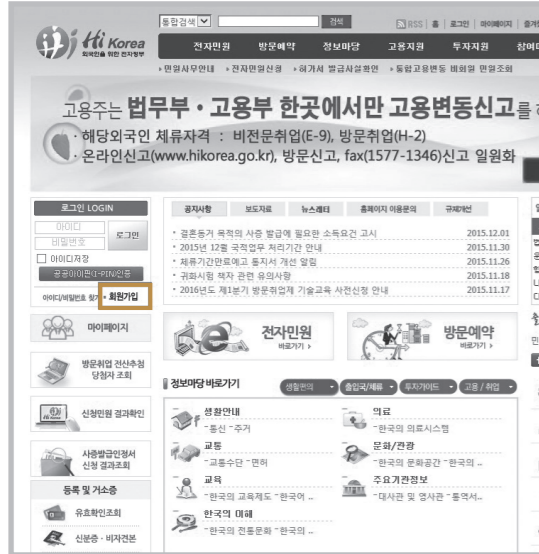 통합검색 검색 RSS 홈 로그인 마이페이지
Hi Korea 외국인을 위한 전자정부
전자민원 방문예약 정보마당 고용지원 투자지원 참여마
민원사무안내 전자민원신청 허가서 발급사실확인 통합고용변동 비회원 민원조회
고용주는 법무부·고용부 한곳에서만 고용변동신고를
· 해당외국인 체류자격 : 비전문취업(E-9), 방문취업(H-2)
· 온라인신고(www.hikorea.go.kr), 방문신고, fax(1577-1346)신고 일원화
로그인 LOGIN
아이디
비밀번호
로그인
아이디저장
공공아이핀(I-PIN)인증
아이디/비밀번호 찾기 회원가입
공지사항 보도자료 뉴스레터 홈페이지 이용문의 규제개선
· 결혼동거 목적의 사증 발급에 필요한 소득요건 고시 2015.12.01
· 2015년 12월 국적업무 처리기간 안내 2015.11.30
· 체류기간만료예고 통지서 개선 알림 2015.11.26
· 귀화시험 책자 관련 유의사항 2015.11.18
· 2016년도 제1분기 방문취업제 기술교육 사전신청 안내 2015.11.17
마이페이지
방문취업 전산추첨
당첨자 조회
신청민원 결과확인
사증발급인정서
신청 결과조회
등록 및 거소증
유효확인조회
신분증·비자견본
전자민원
바로가기 ›
방문예약
바로가기 ›
정보마당 바로가기 생활편의 출입국/체류 투자가이드 고용 / 취업
생활안내
통신 주거
의료
한국의 의료시스템
교통
교통수단 면허
문화/관광
한국의 문화공간 한국의 ..
교육
한국의 교육제도 한국어 ..
주요기관정보
대사관 및 영사관 통역서..
한국의 이해
한국의 전통문화 한국의 ..